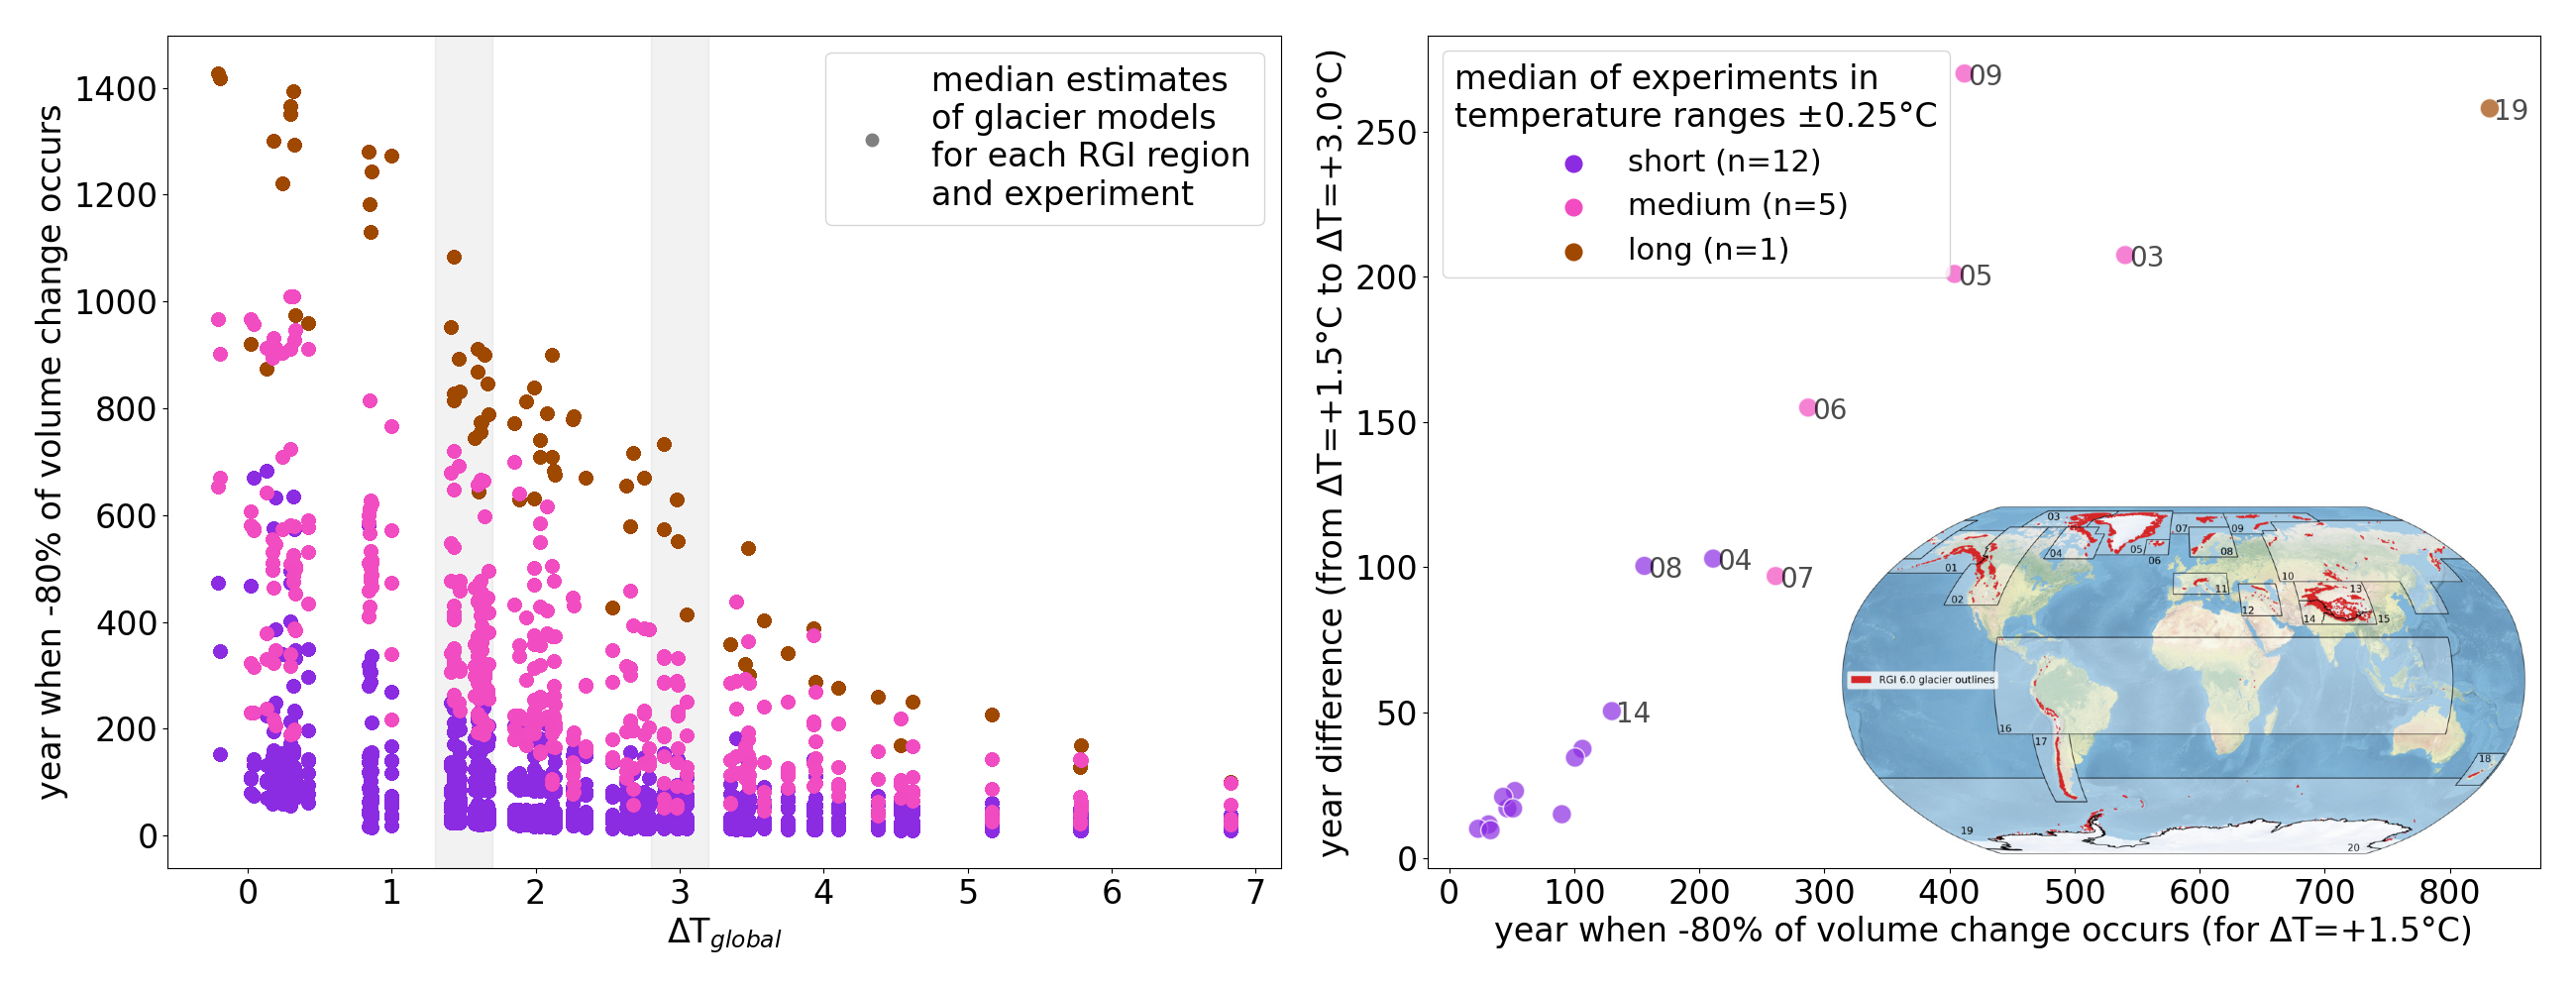 year when -80% of volume change occurs
1400
1200
1000
800
600
400
200
0
0 1 2 3 4 5 6 7
ΔT global
median estimates
of glacier models
for each RGI region
and experiment
year difference (from ΔT=+1.5°C to ΔT=+3.0°C)
250
200
150
100
50
0
0 100 200 300 400 500 600 700 800
year when -80% of volume change occurs (for ΔT=+1.5°C)
median of experiments in
temperature ranges ±0.25°C
short (n=12)
medium (n=5)
long (n=1)
09
19
03
05
06
08
04
07
14
03
07
09
04
05
08
06
01
10
02
11
13
12
14
15
RGI 6.0 glacier outlines
16
17
18
19
20